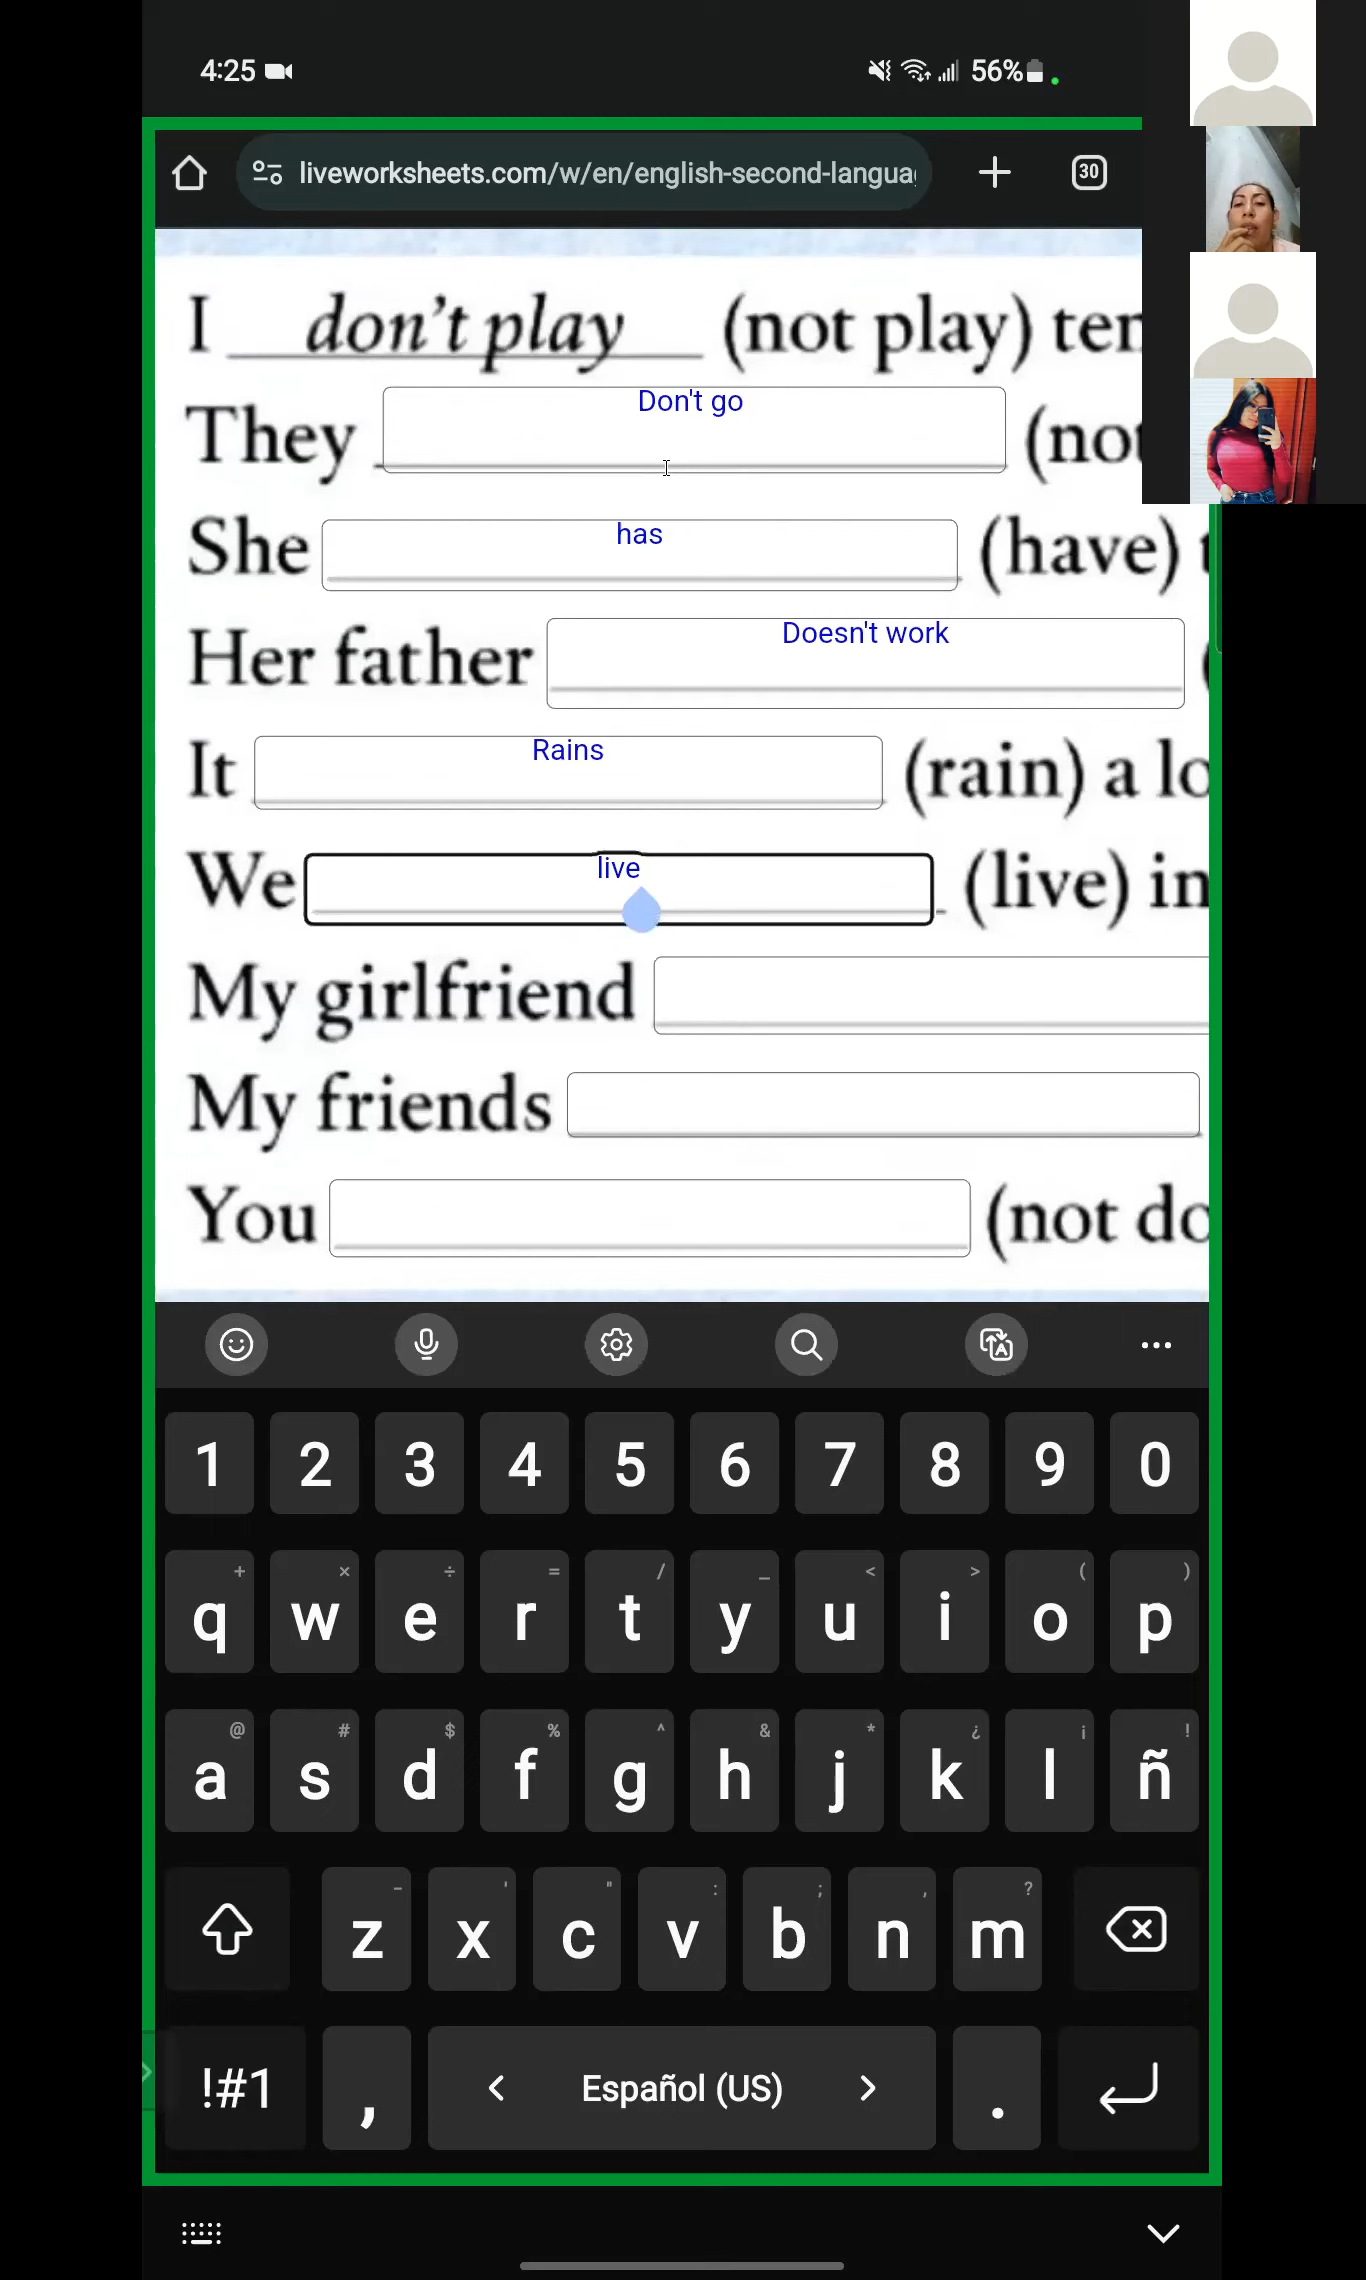 4:25 56%
liveworksheets.com/w/en/english-second-langua 30
I don't play (not play) ten
They Don't go (not
She has (have) t
Her father Doesn't work (
It Rains (rain) a lo
We live (live) in
My girlfriend
My friends
You (not do
1 2 3 4 5 6 7 8 9 0
+ × ÷ = / _ < > ( )
q w e r t y u i o p
@ # $ % ^ & * ¿ ¡ !
a s d f g h j k l ñ
- ' " : ; , ?
z x c v b n m
!#1 , < Español (US) > .